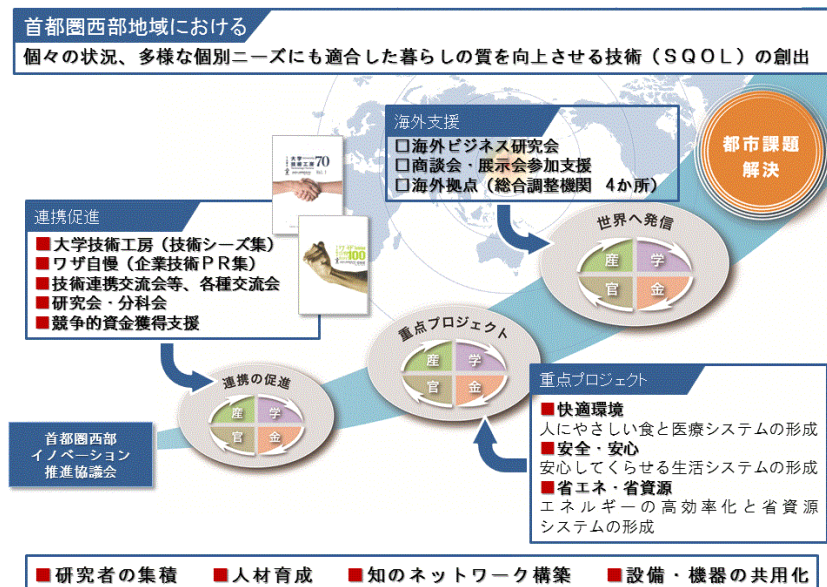 首都圏西部地域における
個々の状況、多様な個別ニーズにも適合した暮らしの質を向上させる技術（SQOL）の創出
海外支援
□海外ビジネス研究会
□商談会・展示会参加支援
□海外拠点（総合調整機関　4か所）
都市課題
解決
大学
技術工房 70
連携促進
■大学技術工房（技術シーズ集）
■ワザ自慢（企業技術PR集）
■技術連携交流会等、各種交流会
■研究会・分科会
■競争的資金獲得支援
ワザ自慢
100
世界へ発信
産 学
官 金
重点プロジェクト
産 学
官 金
連携の促進
産 学
官 金
首都圏西部
イノベーション
推進協議会
重点プロジェクト
■快適環境
人にやさしい食と医療システムの形成
■安全・安心
安心してくらせる生活システムの形成
■省エネ・省資源
エネルギーの高効率化と省資源
システムの形成
■研究者の集積　■人材育成　■知のネットワーク構築　■設備・機器の共用化